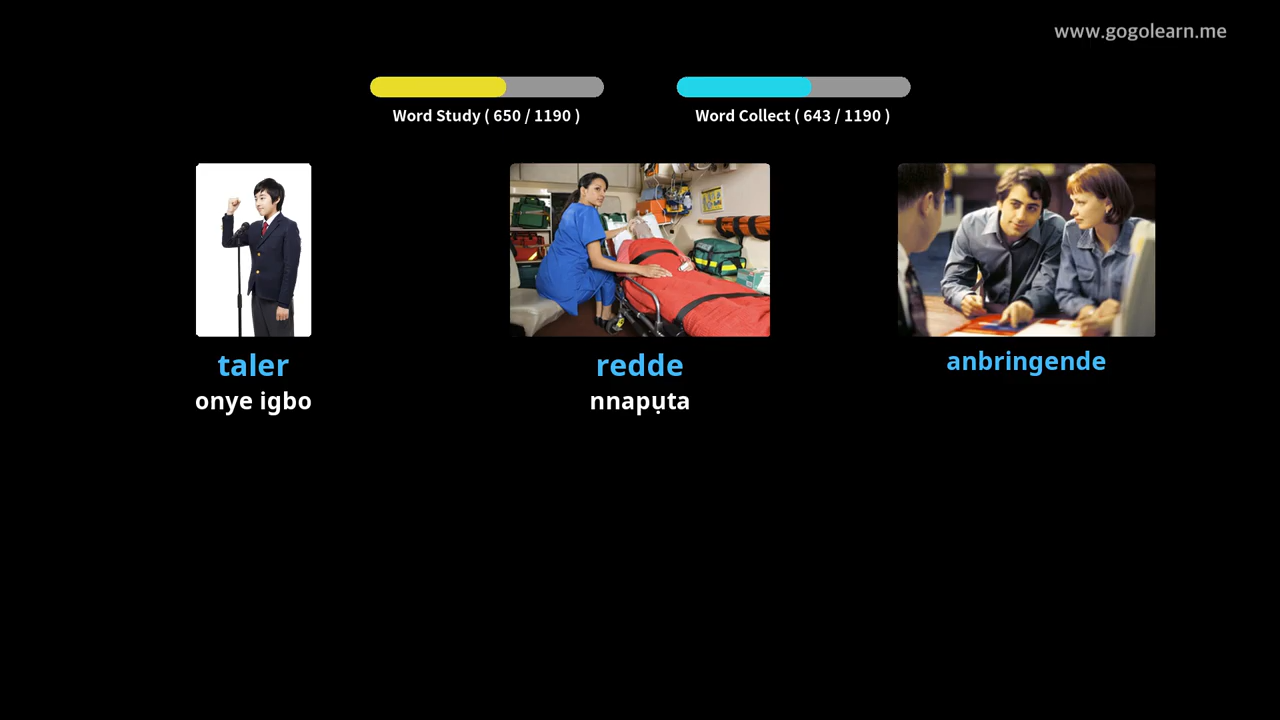 www.gogolearn.me
Word Study ( 650 / 1190 )
Word Collect ( 643 / 1190 )
taler
onye igbo
redde
nnapụta
anbringende